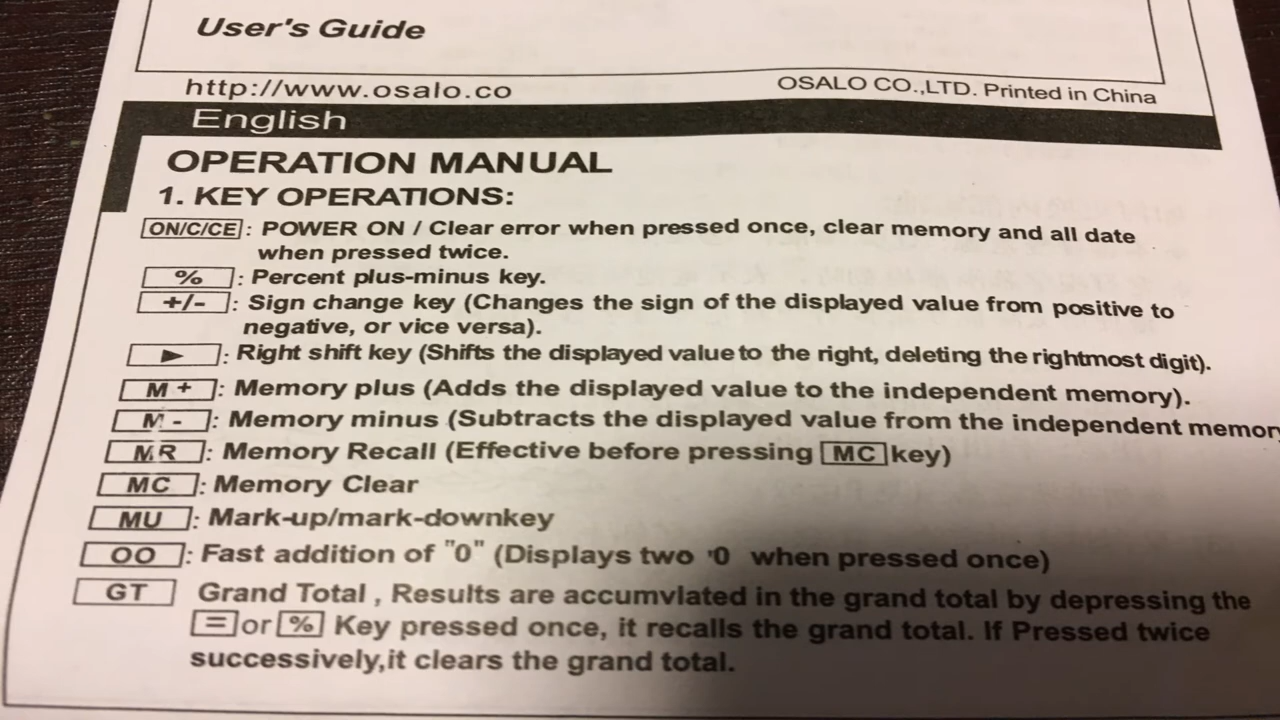 User's Guide
http://www.osalo.co
OSALO CO.,LTD. Printed in China
English
OPERATION MANUAL
1. KEY OPERATIONS:
ON/C/CE : POWER ON / Clear error when pressed once, clear memory and all date
when pressed twice.
% : Percent plus-minus key.
+/- : Sign change key (Changes the sign of the displayed value from positive to
negative, or vice versa).
▶ : Right shift key (Shifts the displayed value to the right, deleting the rightmost digit).
M + : Memory plus (Adds the displayed value to the independent memory).
M - : Memory minus (Subtracts the displayed value from the independent memor
MR : Memory Recall (Effective before pressing MC key)
MC : Memory Clear
MU : Mark-up/mark-downkey
OO : Fast addition of "0" (Displays two '0 when pressed once)
GT Grand Total , Results are accumvlated in the grand total by depressing the
= or % Key pressed once, it recalls the grand total. If Pressed twice
successively,it clears the grand total.